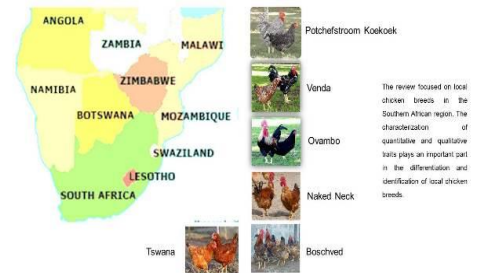 ANGOLA
ZAMBIA
MALAWI
NAMIBIA
ZIMBABWE
BOTSWANA
MOZAMBIQUE
SWAZILAND
LESOTHO
SOUTH AFRICA
Potchefstroom Koekoek
Venda
Ovambo
Naked Neck
Tswana
Boschved
The review focused on local
chicken breeds in the
Southern African region. The
characterization of
quantitative and qualitative
traits plays an important part
in the differentiation and
identification of local chicken
breeds